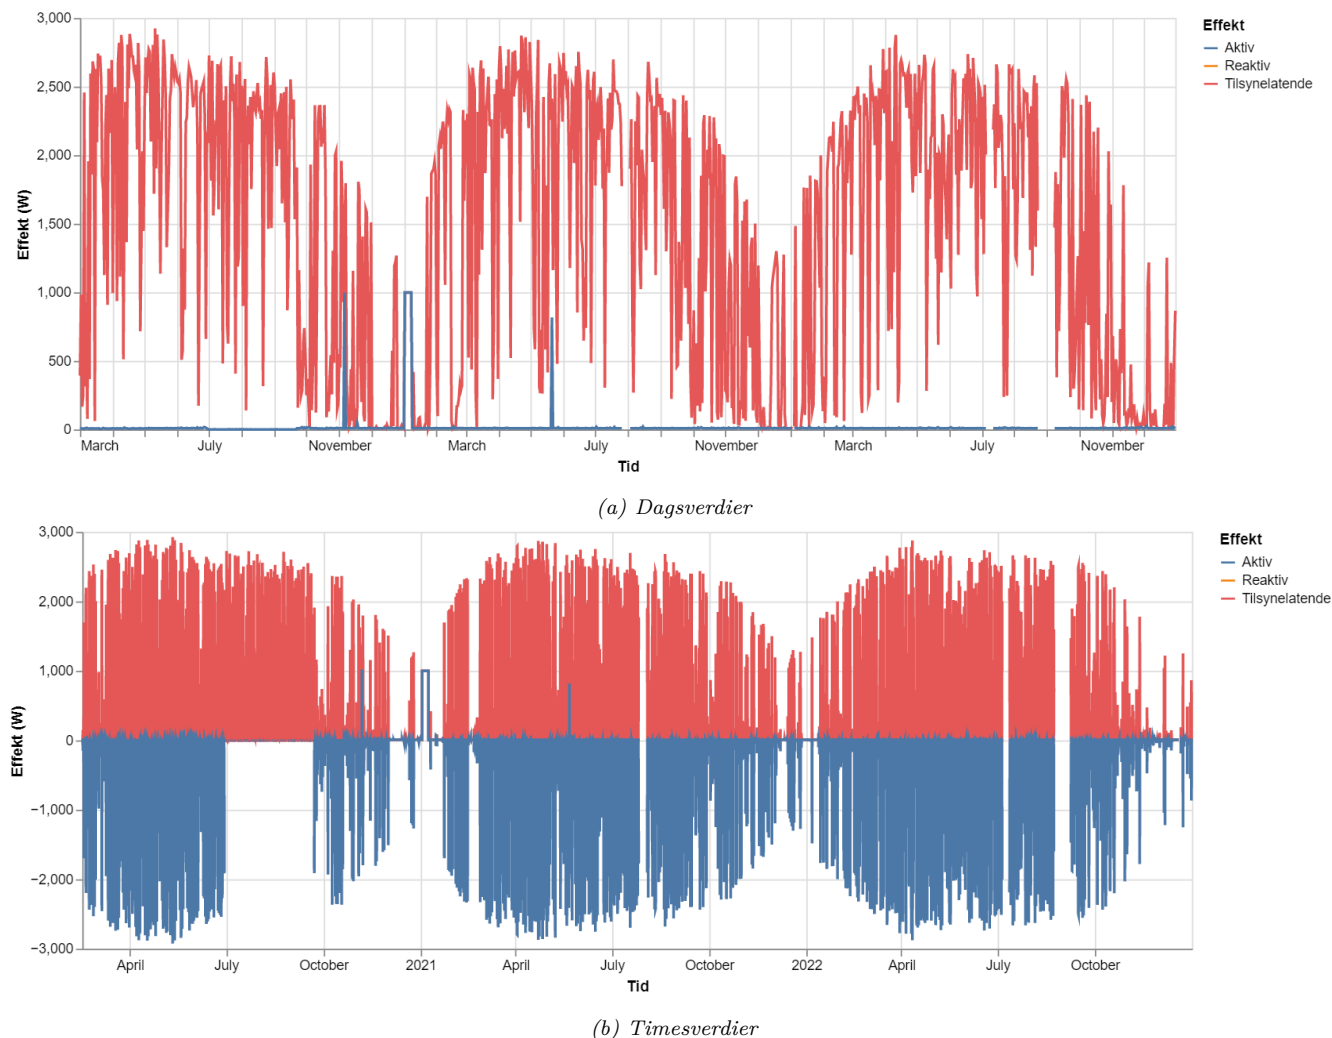 3,000
2,500
2,000
1,500
1,000
500
0
Effekt (W)
March July November March July November March July November
Tid
Effekt
Aktiv
Reaktiv
Tilsynelatende
(a) Dagsverdier
3,000
2,000
1,000
0
−1,000
−2,000
−3,000
Effekt (W)
April July October 2021 April July October 2022 April July October
Tid
Effekt
Aktiv
Reaktiv
Tilsynelatende
(b) Timesverdier